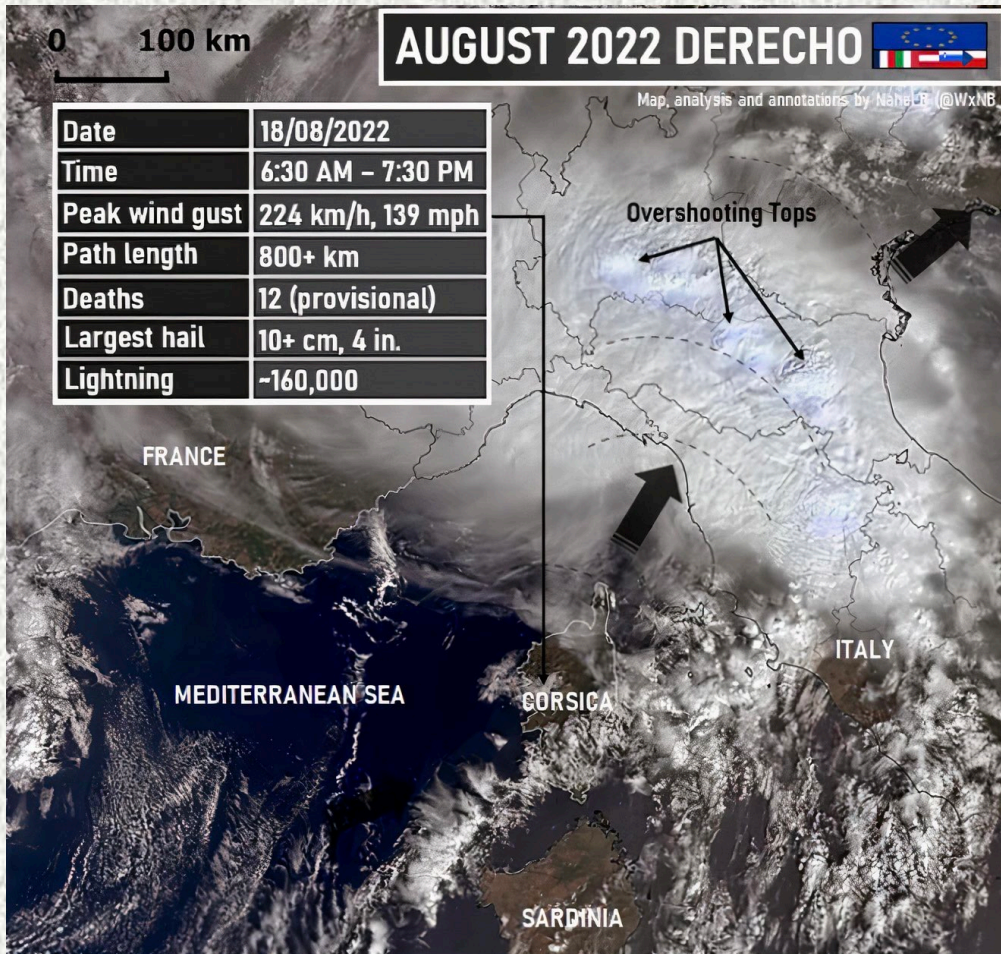 0 100 km
AUGUST 2022 DERECHO
Map, analysis and annotations by Nahel B (@WxNB
Date 18/08/2022
Time 6:30 AM – 7:30 PM
Peak wind gust 224 km/h, 139 mph
Path length 800+ km
Deaths 12 (provisional)
Largest hail 10+ cm, 4 in.
Lightning ~160,000
Overshooting Tops
FRANCE
ITALY
MEDITERRANEAN SEA
CORSICA
SARDINIA